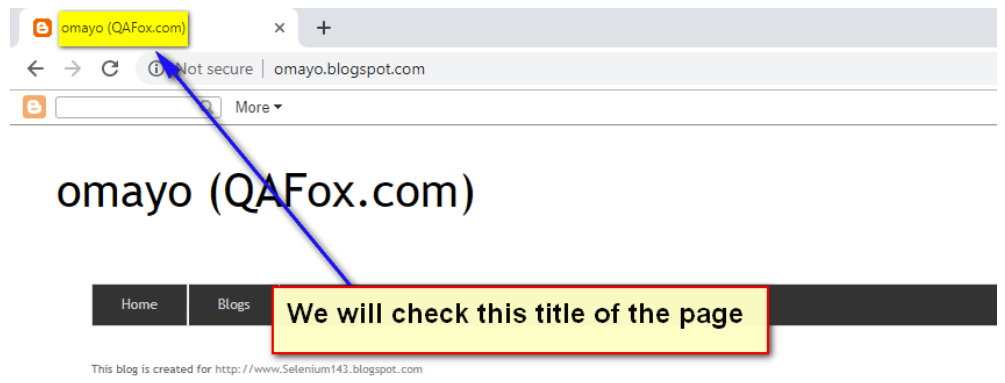 omayo (QAFox.com)
Not secure | omayo.blogspot.com
More
omayo (QAFox.com)
Home Blogs
We will check this title of the page
This blog is created for http://www.Selenium143.blogspot.com